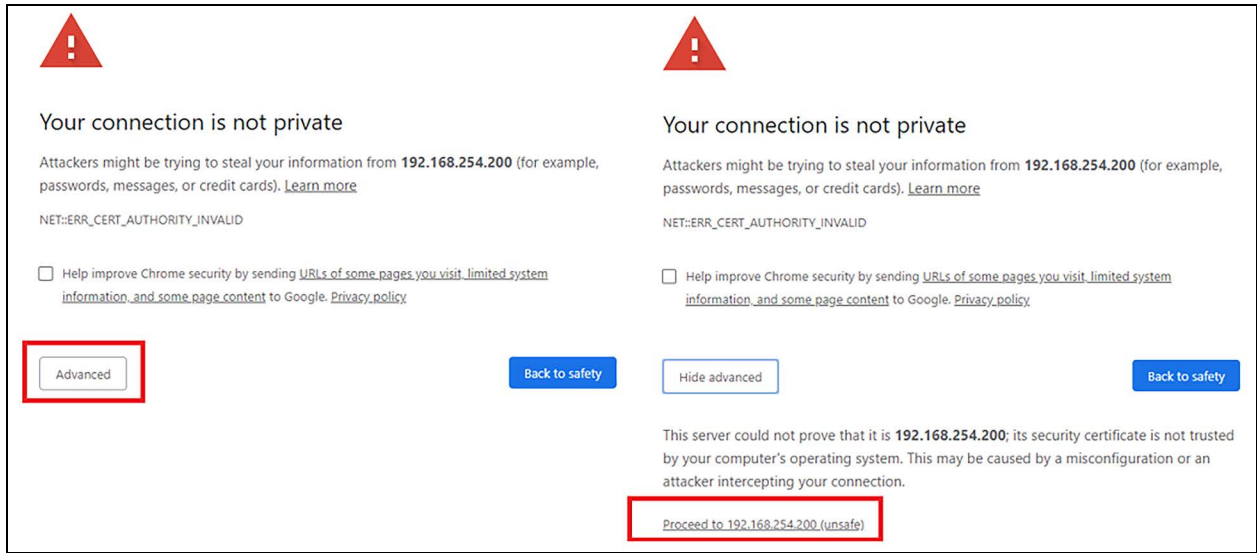 Your connection is not private
Attackers might be trying to steal your information from 192.168.254.200 (for example,
passwords, messages, or credit cards). Learn more
NET::ERR_CERT_AUTHORITY_INVALID
Help improve Chrome security by sending URLs of some pages you visit, limited system
information, and some page content to Google. Privacy policy
Advanced
Back to safety
Your connection is not private
Attackers might be trying to steal your information from 192.168.254.200 (for example,
passwords, messages, or credit cards). Learn more
NET::ERR_CERT_AUTHORITY_INVALID
Help improve Chrome security by sending URLs of some pages you visit, limited system
information, and some page content to Google. Privacy policy
Hide advanced
Back to safety
This server could not prove that it is 192.168.254.200; its security certificate is not trusted
by your computer's operating system. This may be caused by a misconfiguration or an
attacker intercepting your connection.
Proceed to 192.168.254.200 (unsafe)